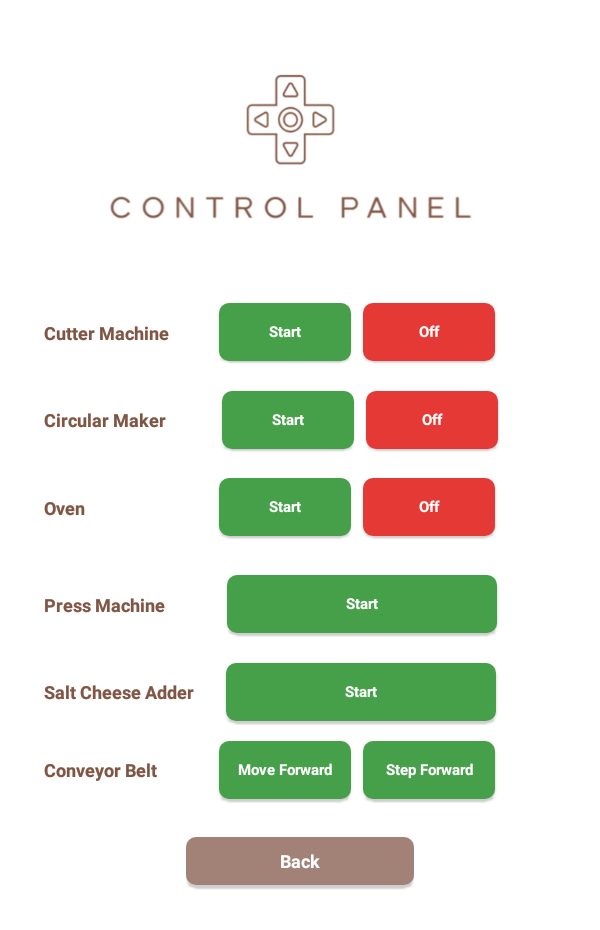 CONTROL PANEL
Cutter Machine Start Off
Circular Maker Start Off
Oven Start Off
Press Machine Start
Salt Cheese Adder Start
Conveyor Belt Move Forward Step Forward
Back